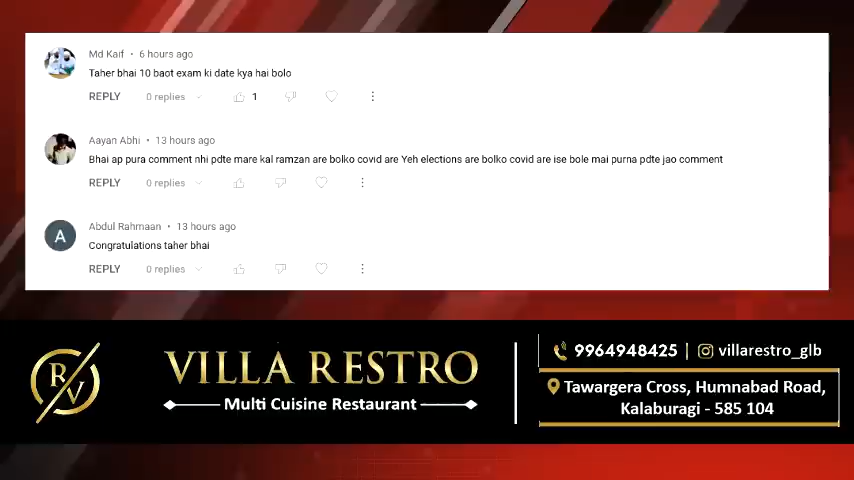 Md Kaif • 6 hours ago
Taher bhai 10 baot exam ki date kya hai bolo
REPLY 0 replies 1
Aayan Abhi • 13 hours ago
Bhai ap pura comment nhi pdte mare kal ramzan are bolko covid are Yeh elections are bolko covid are ise bole mai purna pdte jao comment
REPLY 0 replies
A
Abdul Rahmaan • 13 hours ago
Congratulations taher bhai
REPLY 0 replies
RV
VILLA RESTRO
Multi Cuisine Restaurant
9964948425 | villarestro_glb
Tawargera Cross, Humnabad Road,
Kalaburagi - 585 104